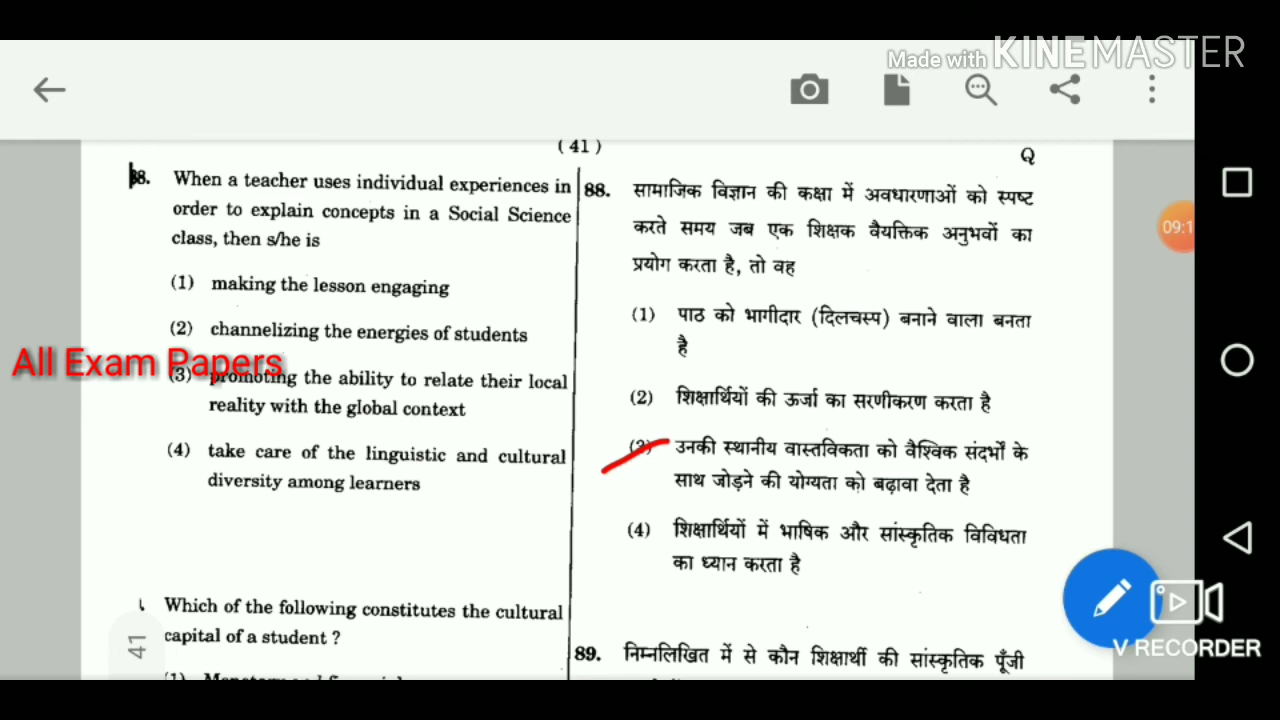 Made with KINEMASTER
( 41 )
Q
88. When a teacher uses individual experiences in
order to explain concepts in a Social Science
class, then s/he is
(1) making the lesson engaging
(2) channelizing the energies of students
All Exam Papers
(3) promoting the ability to relate their local
reality with the global context
(4) take care of the linguistic and cultural
diversity among learners
Which of the following constitutes the cultural
capital of a student ?
41
88. सामाजिक विज्ञान की कक्षा में अवधारणाओं को स्पष्ट
करते समय जब एक शिक्षक वैयक्तिक अनुभवों का
प्रयोग करता है, तो वह
(1) पाठ को भागीदार (दिलचस्प) बनाने वाला बनता
है
(2) शिक्षार्थियों की ऊर्जा का सरणीकरण करता है
(3) उनकी स्थानीय वास्तविकता को वैश्विक संदर्भों के
साथ जोड़ने की योग्यता को बढ़ावा देता है
(4) शिक्षार्थियों में भाषिक और सांस्कृतिक विविधता
का ध्यान करता है
89. निम्नलिखित में से कौन शिक्षार्थी की सांस्कृतिक पूँजी
09:1
V RECORDER